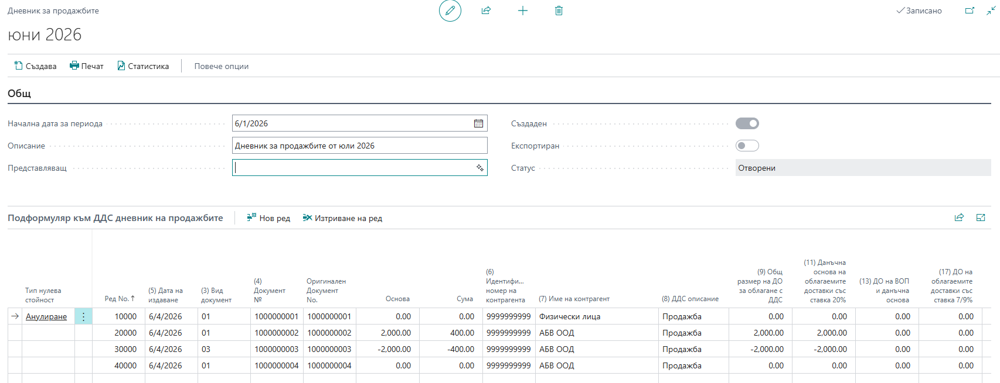 Дневник за продажбите
Записано
юни 2026
Създава Печат Статистика Повече опции
Общ
Начална дата за периода 6/1/2026 Създаден
Описание Дневник за продажбите от юли 2026 Експортиран
Представляващ Статус Отворени
Подформуляр към ДДС дневник на продажбите Нов ред Изтриване на ред
Тип нулева стойност Ред No. ↑ (5) Дата на издаване (3) Вид документ (4) Документ № Оригинален Документ No. Основа Сума (6) Идентифи... номер на контрагента (7) Име на контрагент (8) ДДС описание (9) Общ размер на ДО за облагане с ДДС (11) Данъчна основа на облагаемите доставки със ставка 20% (13) ДО на ВОП и данъчна основа (17) ДО на облагаемите доставки със ставка 7/9%
→ Анулиране 10000 6/4/2026 01 1000000001 1000000001 0.00 0.00 9999999999 Физически лица Продажба 0.00 0.00 0.00 0.00
20000 6/4/2026 01 1000000002 1000000002 2,000.00 400.00 9999999999 АБВ ООД Продажба 2,000.00 2,000.00 0.00 0.00
30000 6/4/2026 03 1000000003 1000000003 -2,000.00 -400.00 9999999999 АБВ ООД Продажба -2,000.00 -2,000.00 0.00 0.00
40000 6/4/2026 01 1000000004 1000000004 0.00 0.00 9999999999 АБВ ООД Продажба 0.00 0.00 0.00 0.00